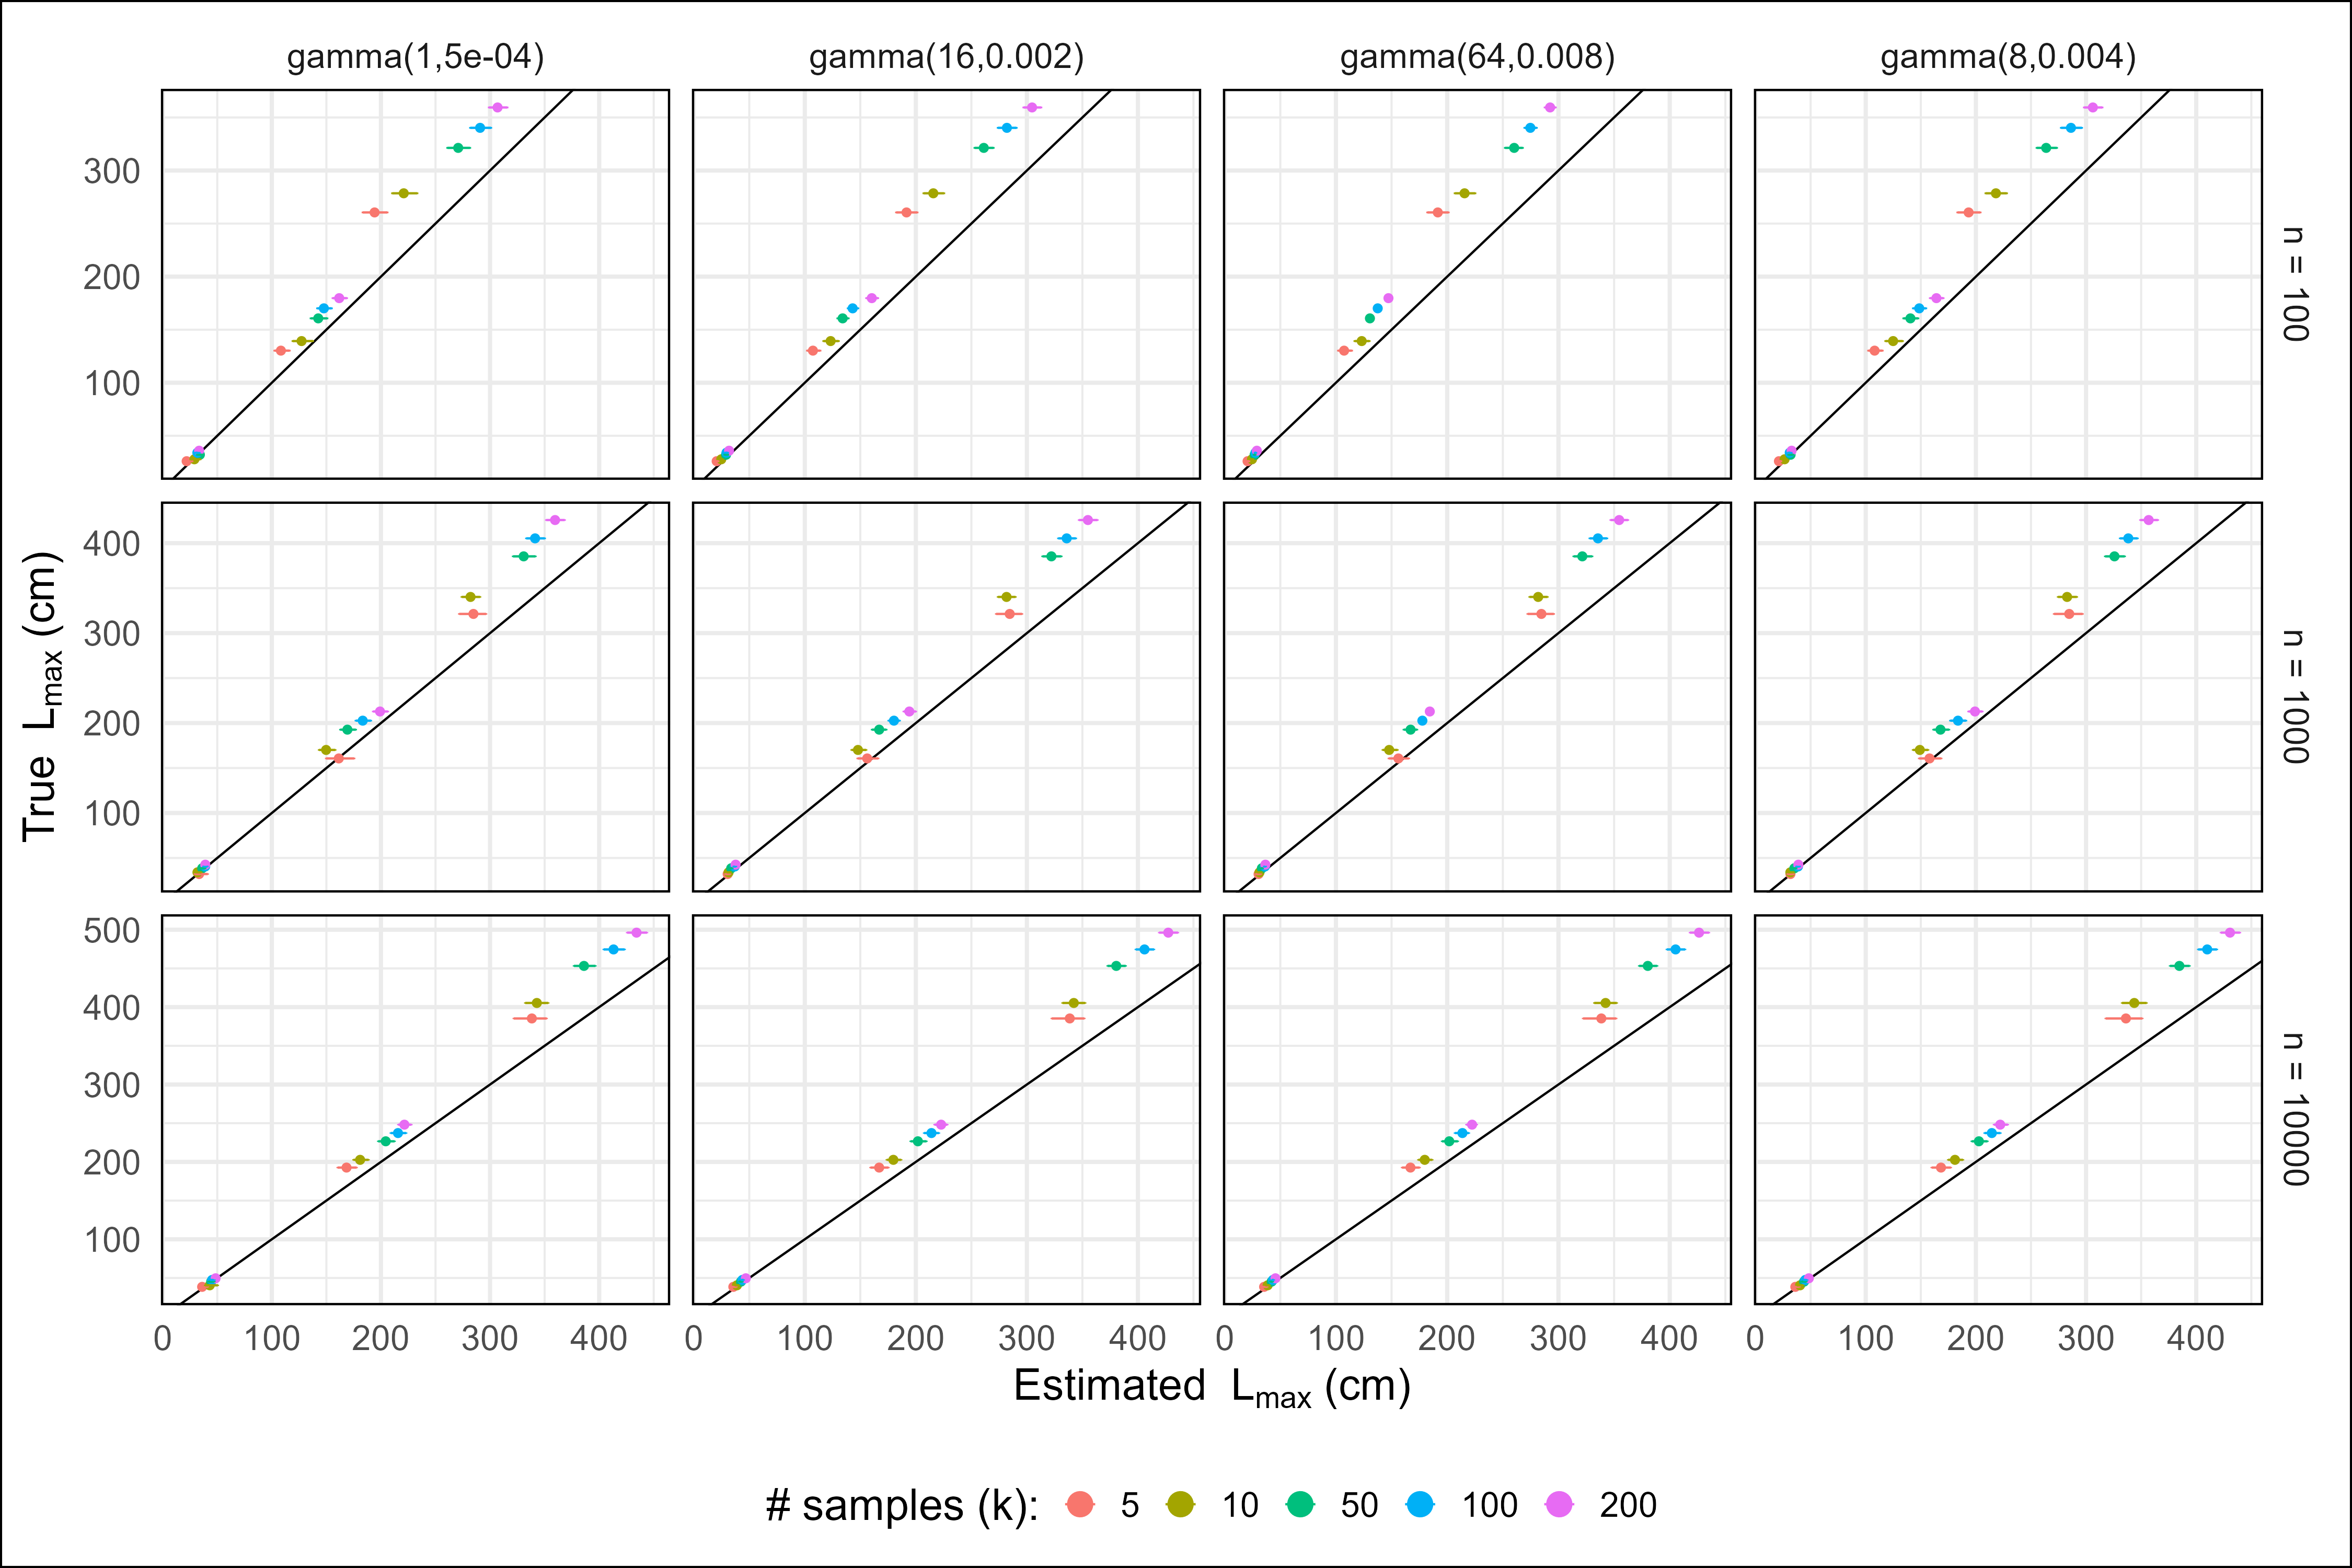 gamma(1,5e-04) gamma(16,0.002) gamma(64,0.008) gamma(8,0.004)
300
200
100
n = 100
400
300
200
100
n = 1000
500
400
300
200
100
n = 10000
True Lmax (cm)
0 100 200 300 400 0 100 200 300 400 0 100 200 300 400 0 100 200 300 400
Estimated Lmax (cm)
# samples (k): 5 10 50 100 200